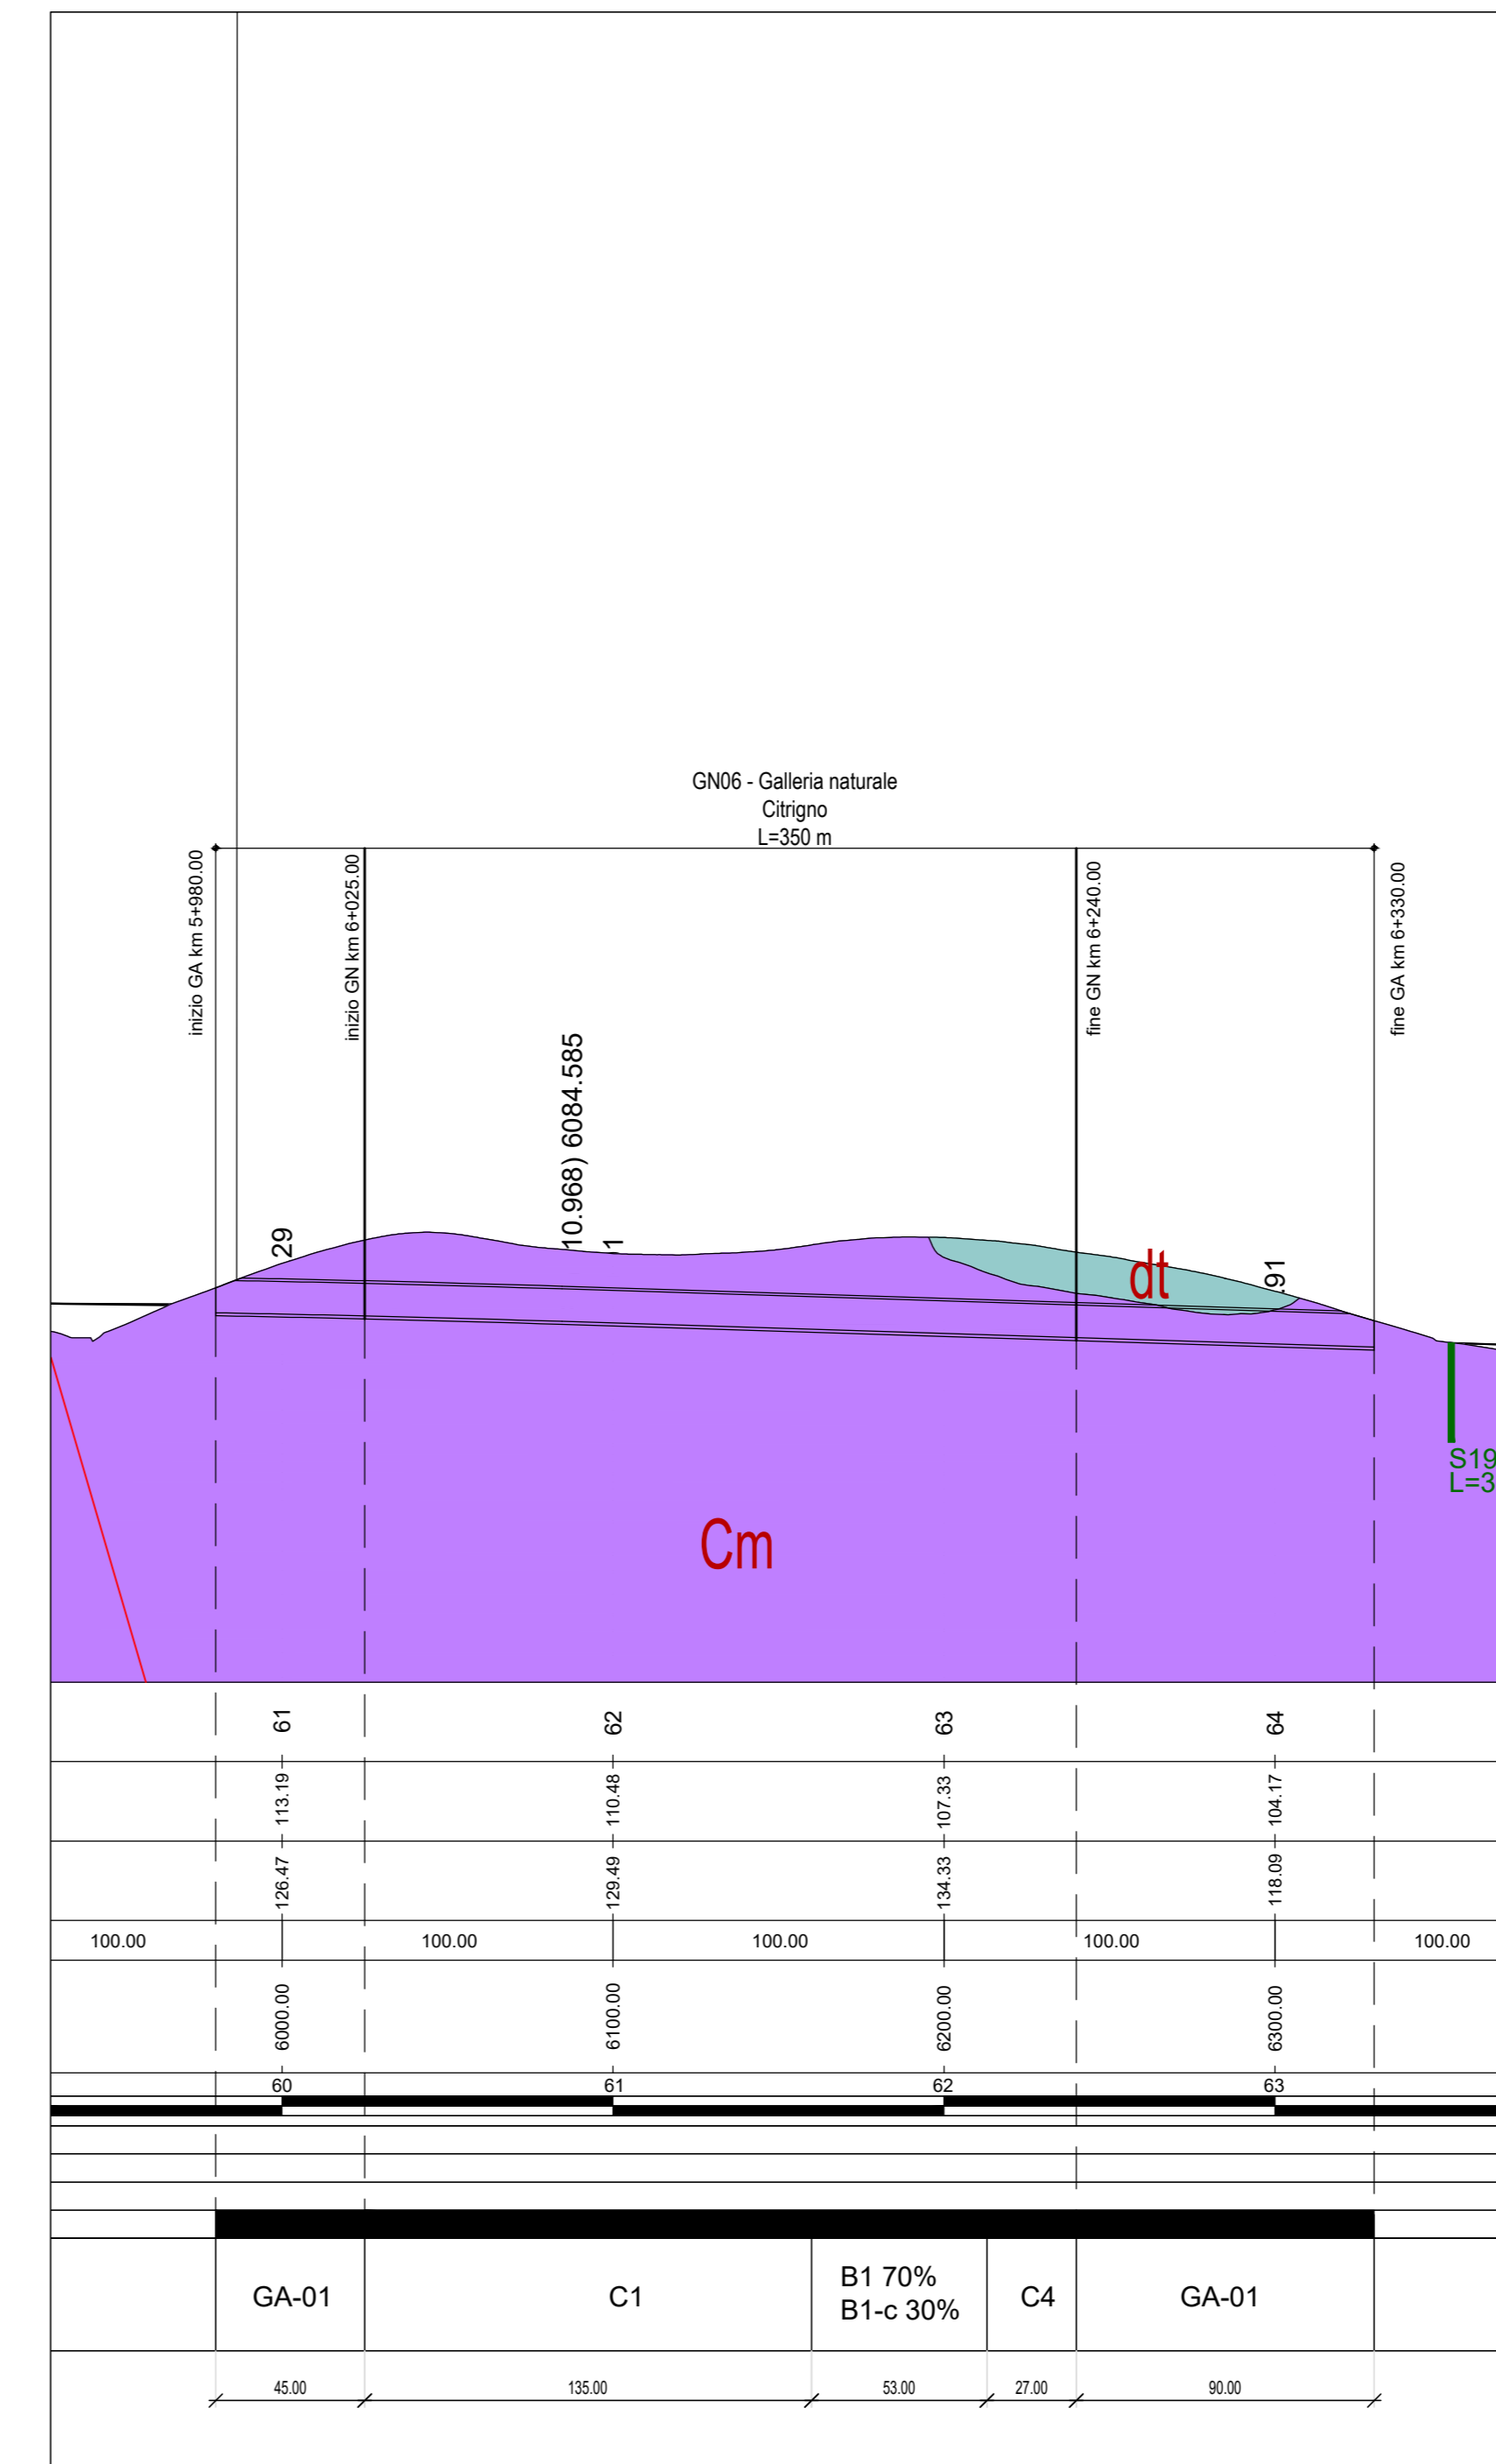 GN06 - Galleria naturale
Citrigno
L=350 m
inizio GA km 5+980.00
inizio GN km 6+025.00
fine GN km 6+240.00
fine GA km 6+330.00
10.968) 6084.585
29
1
.91
dt
S19
L=3
Cm
61 62 63 64
113.19 110.48 107.33 104.17
126.47 129.49 134.33 118.09
100.00 100.00 100.00 100.00 100.00
6000.00 6100.00 6200.00 6300.00
60 61 62 63
GA-01 C1 B1 70% C4 GA-01
B1-c 30%
45.00 135.00 53.00 27.00 90.00